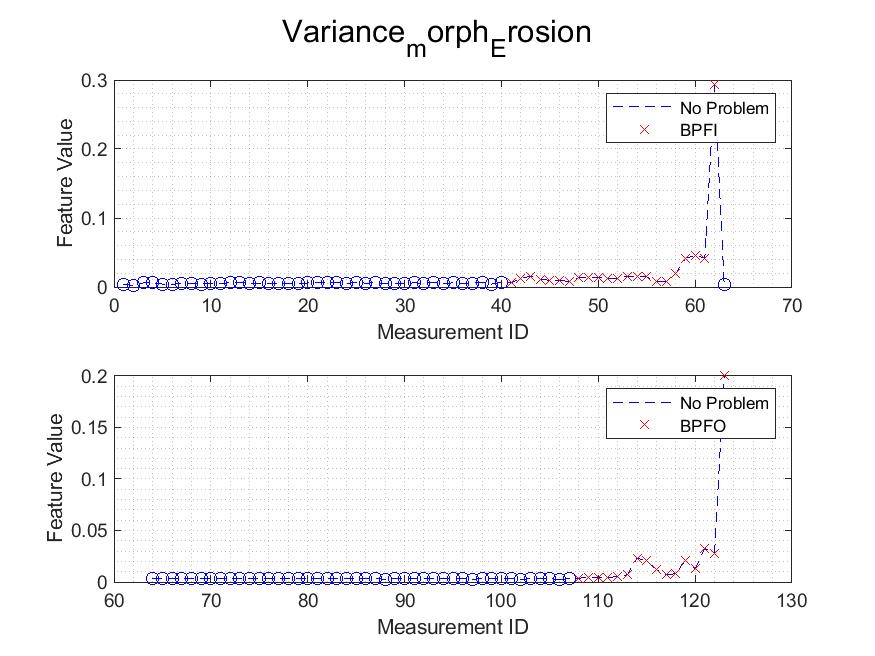 Variance_morph_Erosion
0.3
0.2
0.1
0
Feature Value
No Problem
BPFI
0 10 20 30 40 50 60 70
Measurement ID
0.2
0.15
0.1
0.05
0
Feature Value
No Problem
BPFO
60 70 80 90 100 110 120 130
Measurement ID